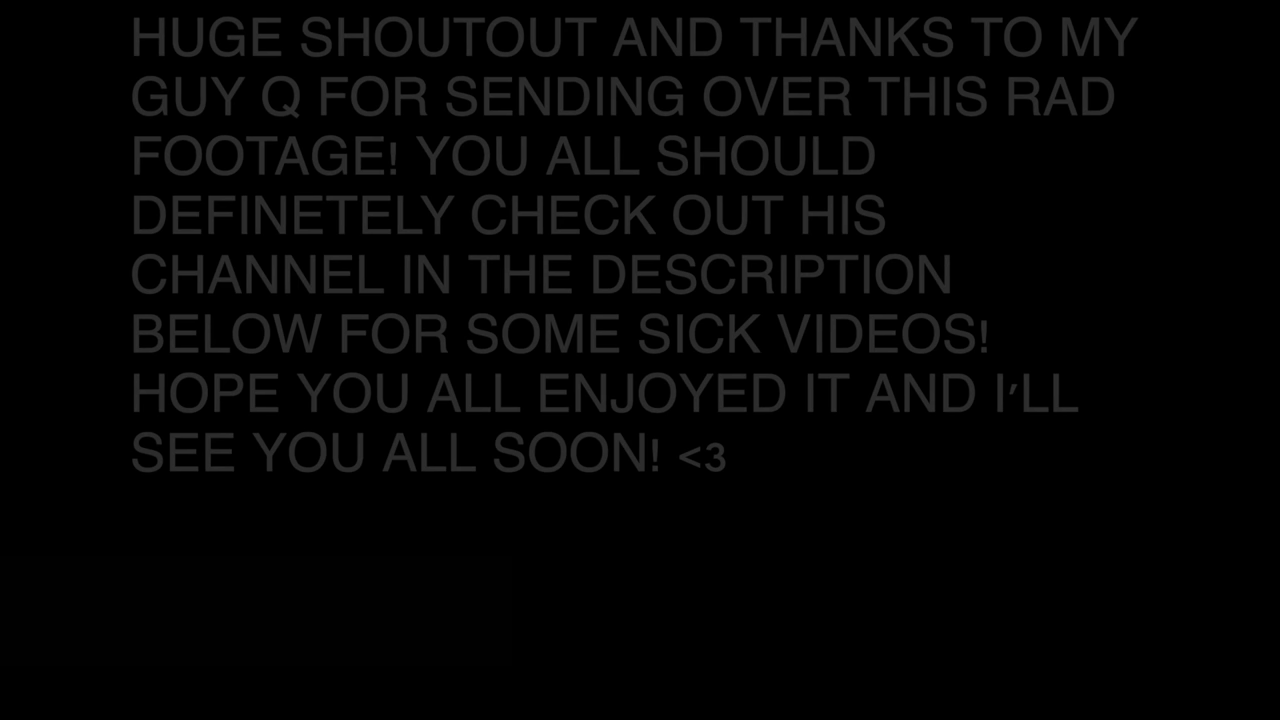 HUGE SHOUTOUT AND THANKS TO MY
GUY Q FOR SENDING OVER THIS RAD
FOOTAGE! YOU ALL SHOULD
DEFINETELY CHECK OUT HIS
CHANNEL IN THE DESCRIPTION
BELOW FOR SOME SICK VIDEOS!
HOPE YOU ALL ENJOYED IT AND I'LL
SEE YOU ALL SOON! <3